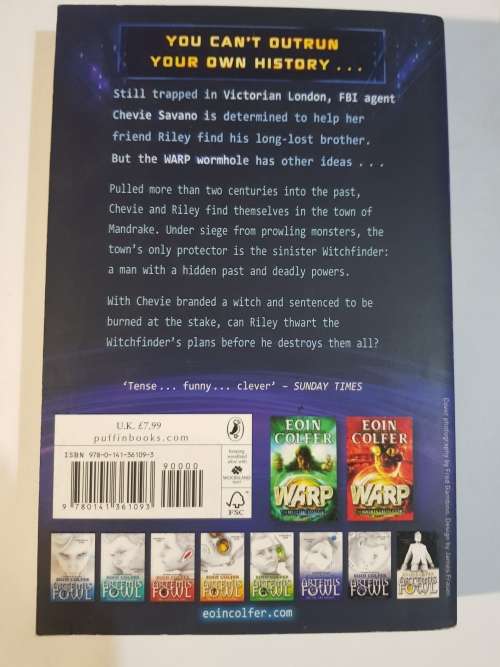 YOU CAN'T OUTRUN
YOUR OWN HISTORY . . .
Still trapped in Victorian London, FBI agent
Chevie Savano is determined to help her
friend Riley find his long-lost brother.
But the WARP wormhole has other ideas . . .
Pulled more than two centuries into the past,
Chevie and Riley find themselves in the town of
Mandrake. Under siege from prowling monsters, the
town's only protector is the sinister Witchfinder:
a man with a hidden past and deadly powers.
With Chevie branded a witch and sentenced to be
burned at the stake, can Riley thwart the
Witchfinder's plans before he destroys them all?
'Tense... funny... clever' – SUNDAY TIMES
U.K. £7.99
puffinbooks.com
ISBN 978-0-141-36109-3
90000
9 780141 361093
FSC
EOIN
COLFER
WARP
EOIN
COLFER
WARP
ARTEMIS
FOWL
ARTEMIS
FOWL
ARTEMIS
FOWL
ARTEMIS
FOWL
ARTEMIS
FOWL
ARTEMIS
FOWL
ARTEMIS
FOWL
ARTEMIS
FOWL
eoincolfer.com